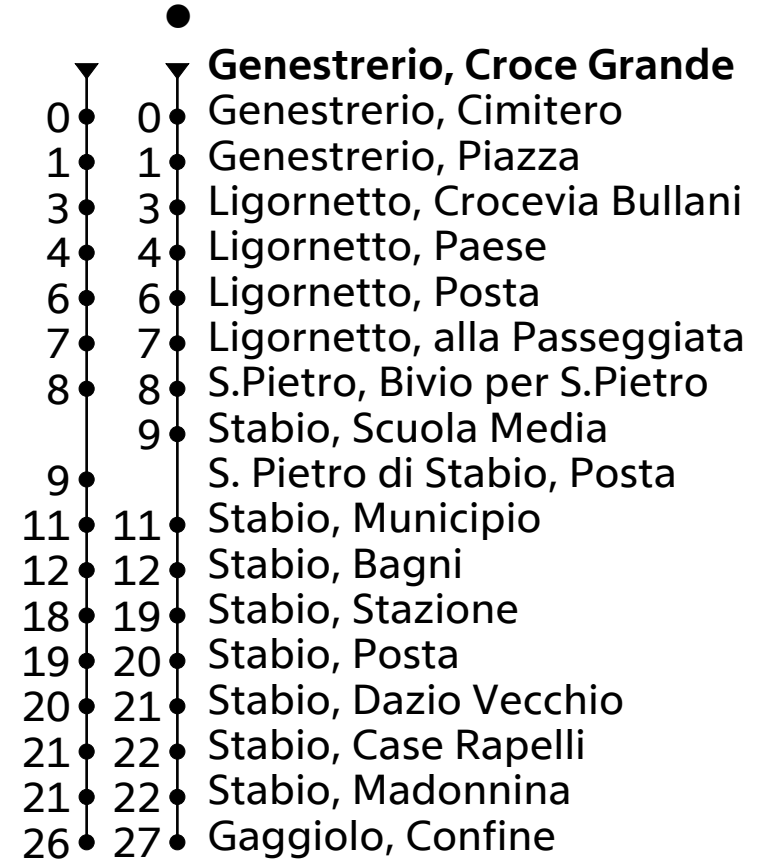 Genestrerio, Croce Grande
0 0 Genestrerio, Cimitero
1 1 Genestrerio, Piazza
3 3 Ligornetto, Crocevia Bullani
4 4 Ligornetto, Paese
6 6 Ligornetto, Posta
7 7 Ligornetto, alla Passeggiata
8 8 S.Pietro, Bivio per S.Pietro
9 Stabio, Scuola Media
9 S. Pietro di Stabio, Posta
11 11 Stabio, Municipio
12 12 Stabio, Bagni
18 19 Stabio, Stazione
19 20 Stabio, Posta
20 21 Stabio, Dazio Vecchio
21 22 Stabio, Case Rapelli
21 22 Stabio, Madonnina
26 27 Gaggiolo, Confine